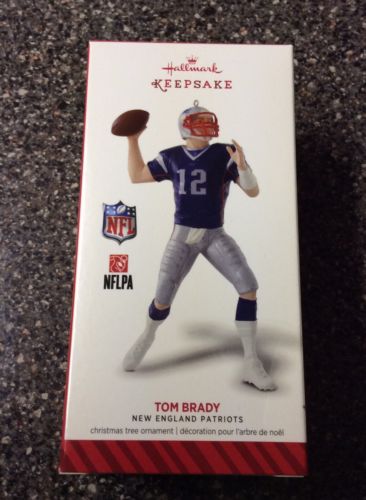 Hallmark
KEEPSAKE
12
NFL
NFLPA
TOM BRADY
NEW ENGLAND PATRIOTS
christmas tree ornament | décoration pour l'arbre de noël